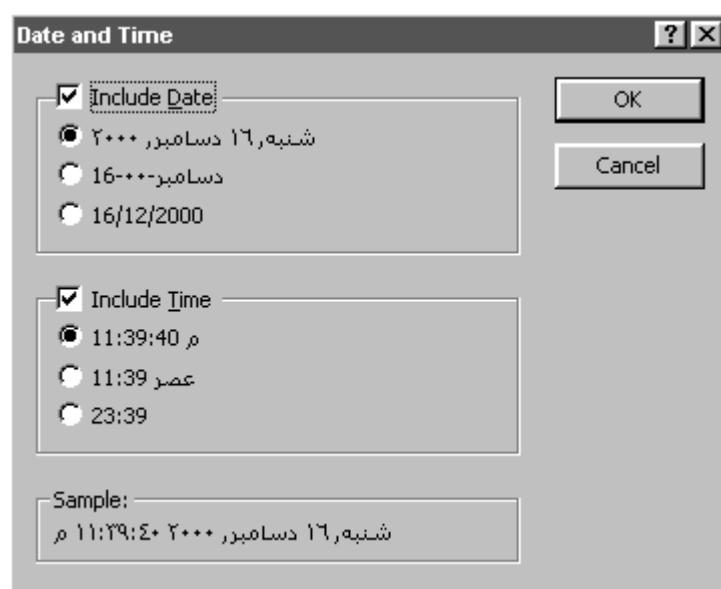 Date and Time
Include Date
شنبه, ١٦ دسامبر, ٢٠٠٠
16-دسامبر-٠٠
16/12/2000
OK
Cancel
Include Time
11:39:40 م
11:39 عصر
23:39
Sample:
شنبه, ١٦ دسامبر, ٢٠٠٠ ١١:٣٩:٤٠ م